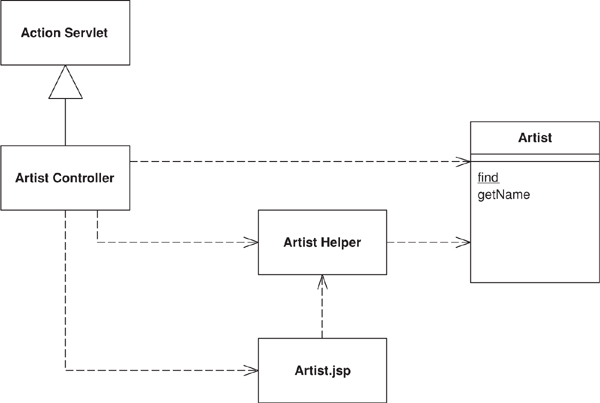 Action Servlet
Artist Controller
Artist
find
getName
Artist Helper
Artist.jsp